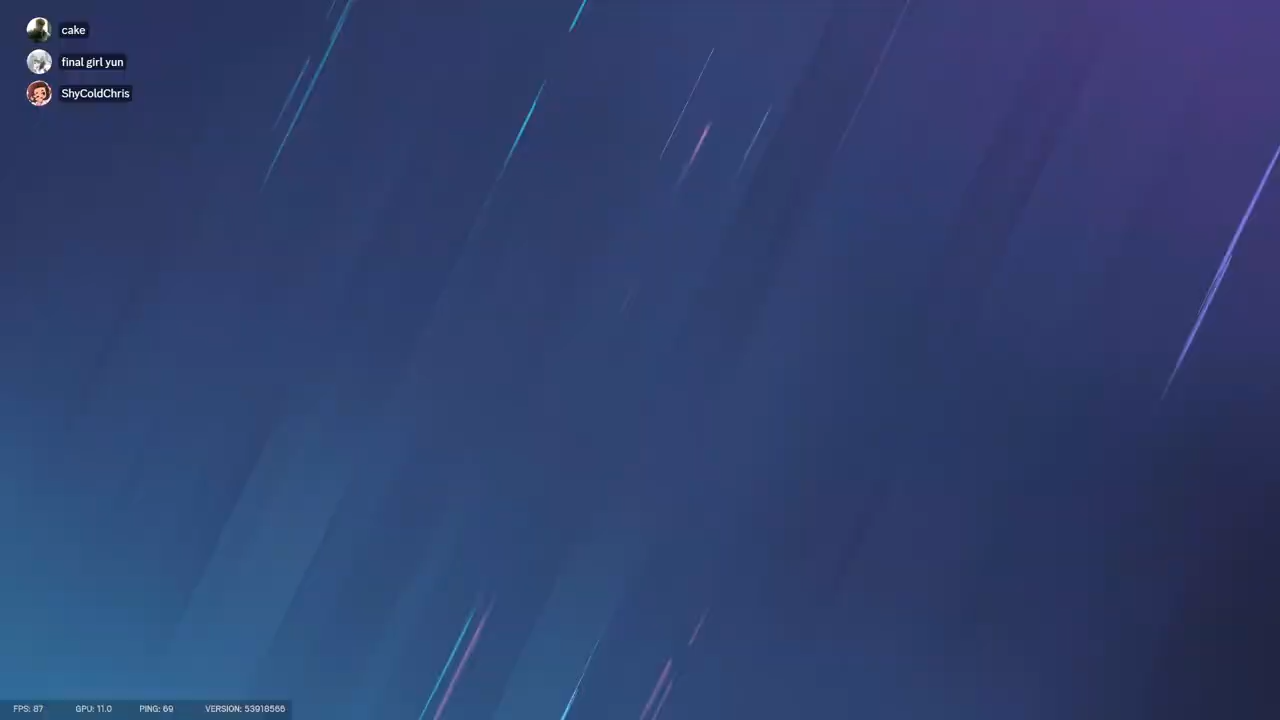 cake
final girl yun
ShyColdChris
FPS: 87 GPU: 11.0 PING: 69 VERSION: 53918566